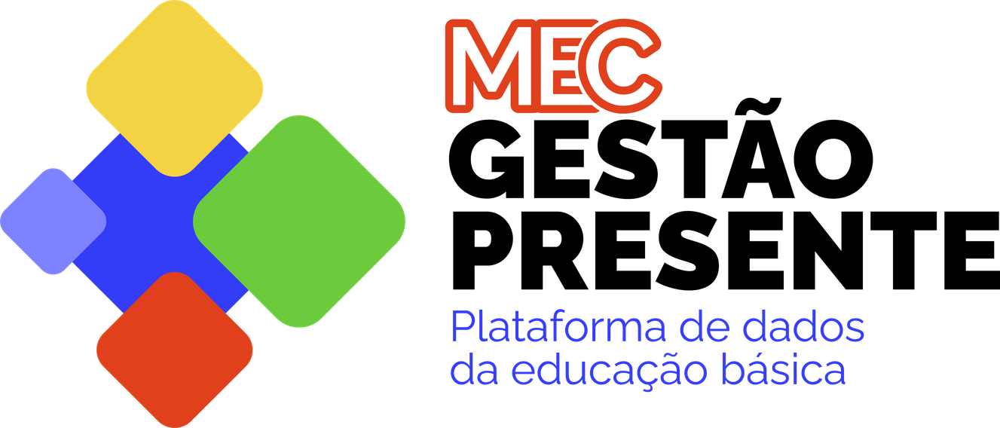 MEC
GESTÃO
PRESENTE
Plataforma de dados
da educação básica